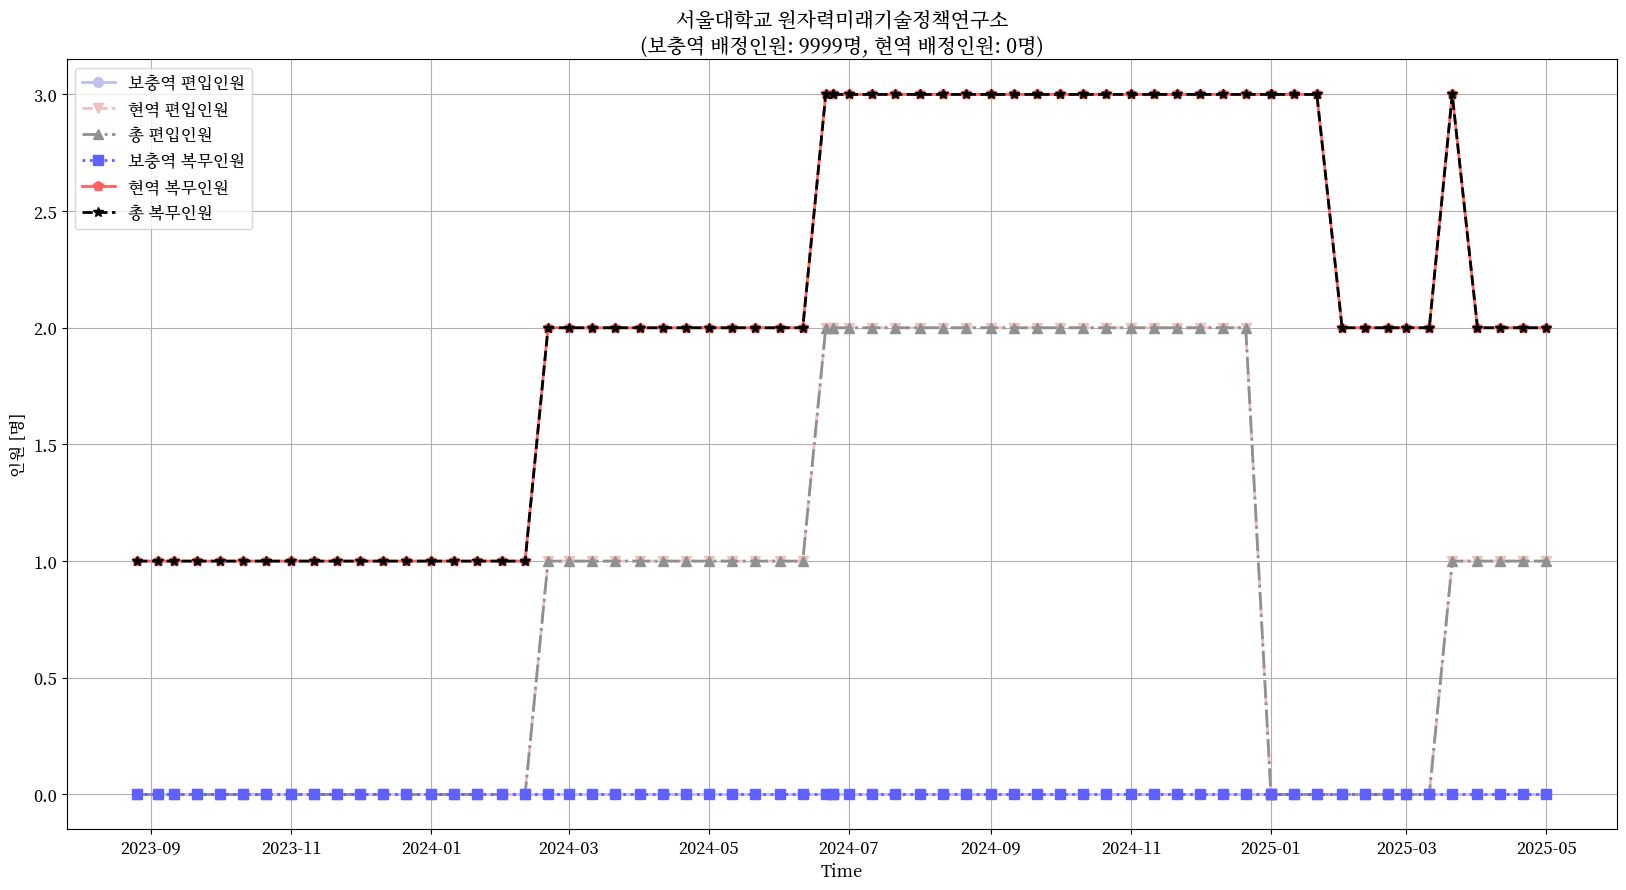 서울대학교 원자력미래기술정책연구소
(보충역 배정인원: 9999명, 현역 배정인원: 0명)
보충역 편입인원
현역 편입인원
총 편입인원
보충역 복무인원
현역 복무인원
총 복무인원
인원 [명]
3.0
2.5
2.0
1.5
1.0
0.5
0.0
2023-09
2023-11
2024-01
2024-03
2024-05
2024-07
2024-09
2024-11
2025-01
2025-03
2025-05
Time